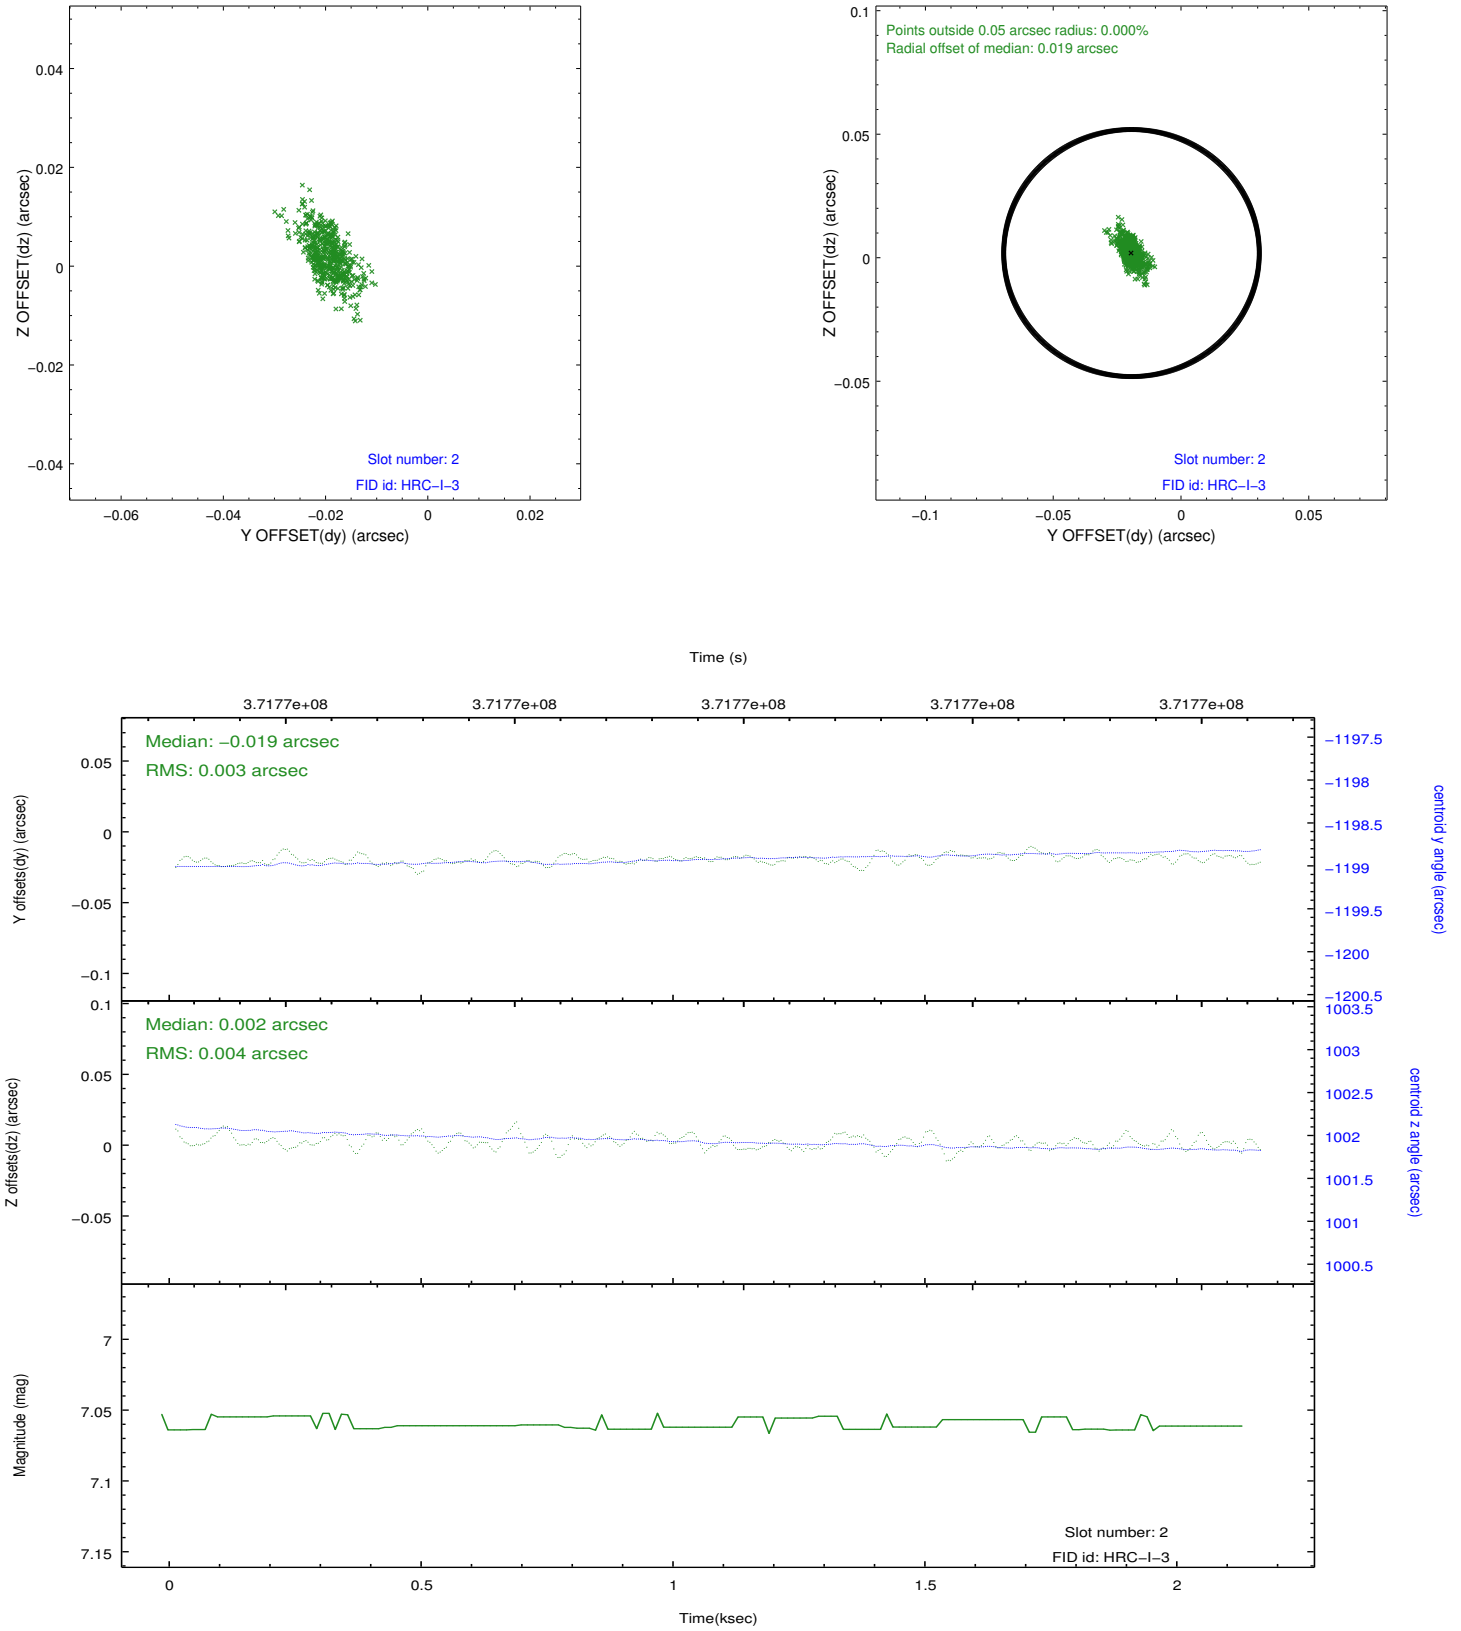 0.04
0.02
0
−0.02
−0.04
Z OFFSET(dz) (arcsec)
Slot number: 2
FID id: HRC−I−3
−0.06 −0.04 −0.02 0 0.02
Y OFFSET(dy) (arcsec)
Points outside 0.05 arcsec radius: 0.000%
Radial offset of median: 0.019 arcsec
0.1
0.05
0
−0.05
Z OFFSET(dz) (arcsec)
Slot number: 2
FID id: HRC−I−3
−0.1 −0.05 0 0.05
Y OFFSET(dy) (arcsec)
Time (s)
3.7177e+08 3.7177e+08 3.7177e+08 3.7177e+08 3.7177e+08
Median: −0.019 arcsec
RMS: 0.003 arcsec
0.05
0
−0.05
−0.1
Y offsets(dy) (arcsec)
−1197.5
−1198
−1198.5
−1199
−1199.5
−1200
−1200.5
centroid y angle (arcsec)
Median: 0.002 arcsec
RMS: 0.004 arcsec
0.1
0.05
0
−0.05
Z offsets(dz) (arcsec)
1003.5
1003
1002.5
1002
1001.5
1001
1000.5
centroid z angle (arcsec)
7
7.05
7.1
7.15
Magnitude (mag)
Slot number: 2
FID id: HRC−I−3
0 0.5 1 1.5 2
Time(ksec)